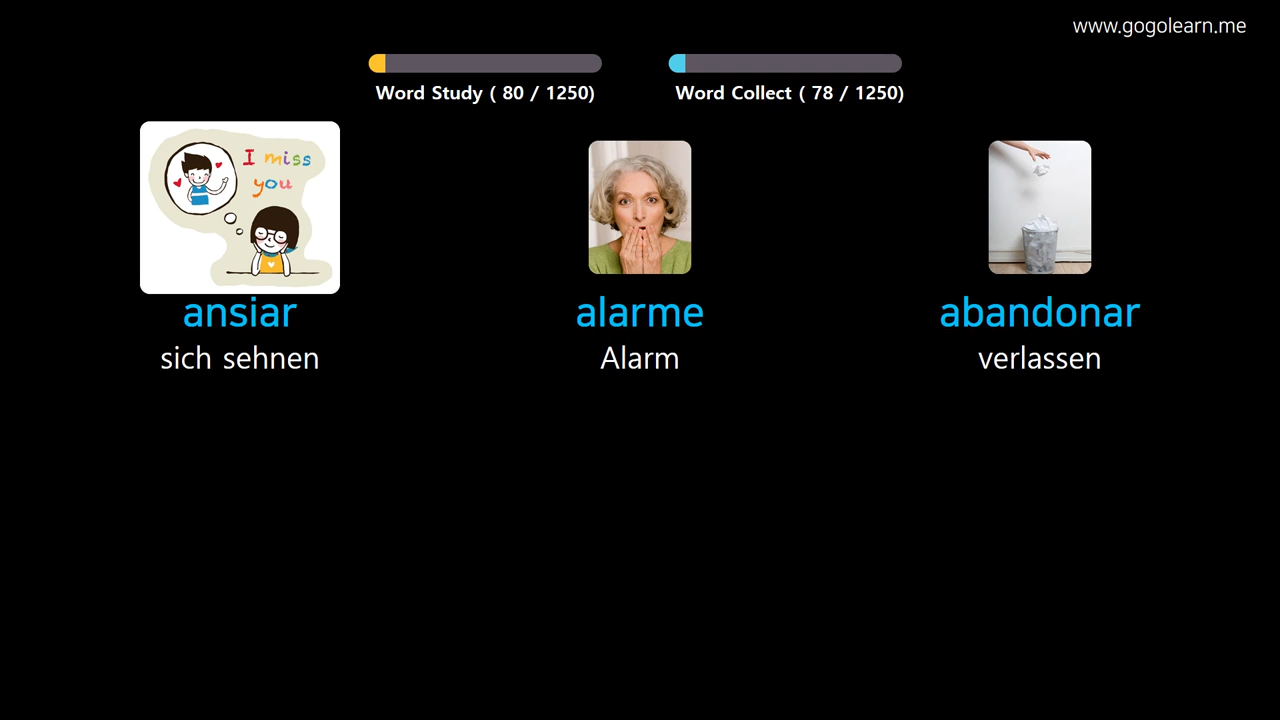 www.gogolearn.me
Word Study ( 80 / 1250)
Word Collect ( 78 / 1250)
I miss
you
ansiar
alarme
abandonar
sich sehnen
Alarm
verlassen